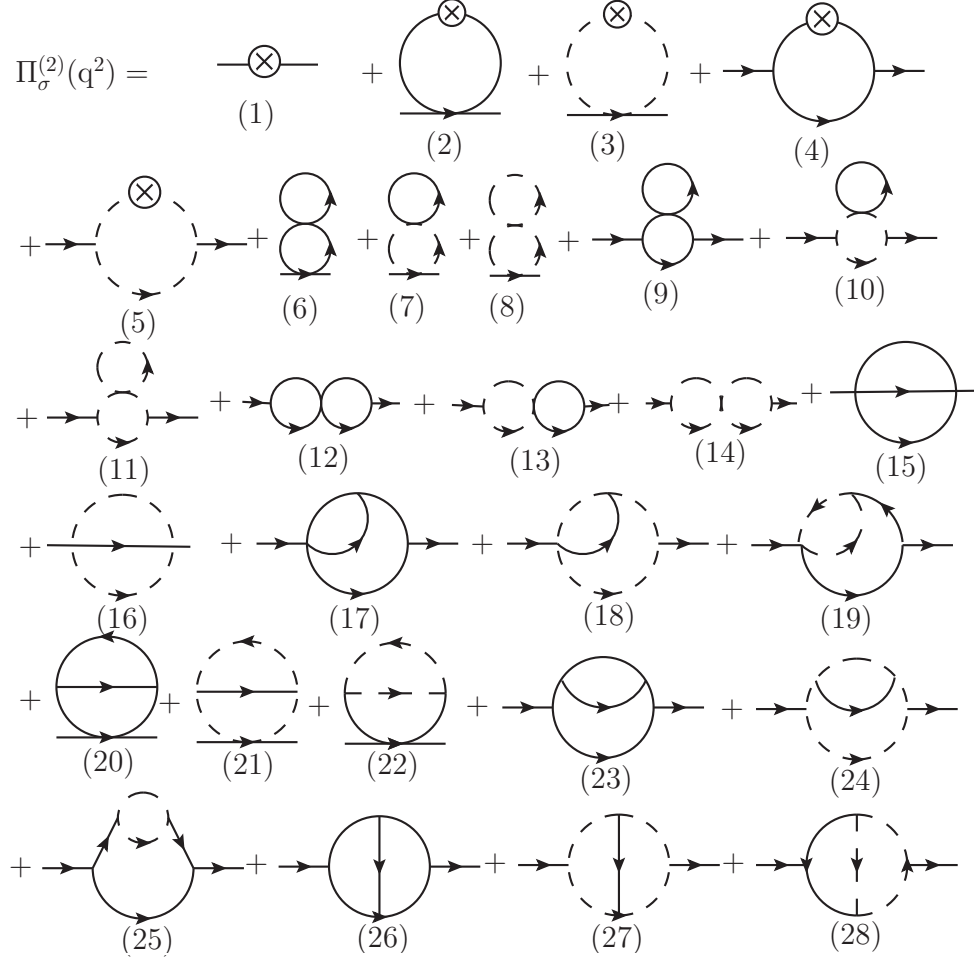 Π_σ^(2)(q²) = + + +
(1) (2) (3) (4)
+ + + + + +
(5) (6) (7) (8) (9) (10)
+ + + + +
(11) (12) (13) (14) (15)
+ + + +
(16) (17) (18) (19)
+ + + + +
(20) (21) (22) (23) (24)
+ + + +
(25) (26) (27) (28)